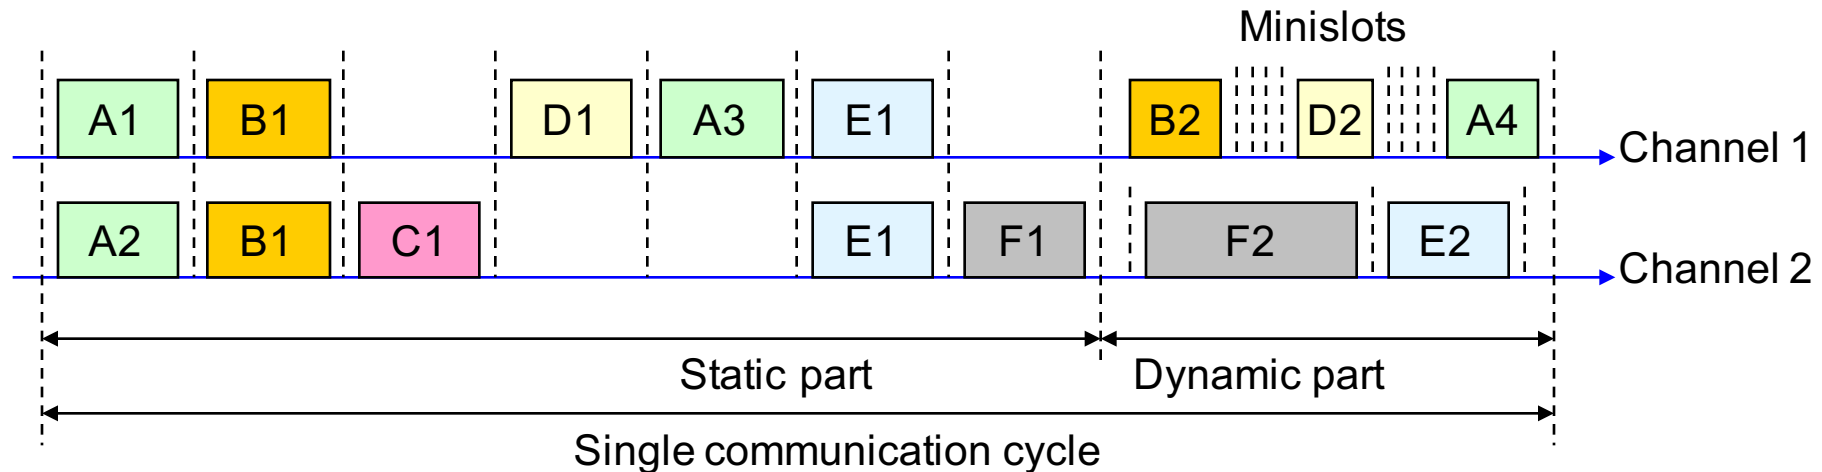 Minislots
A1 B1 D1 A3 E1 B2 D2 A4 Channel 1
A2 B1 C1 E1 F1 F2 E2 Channel 2
Static part Dynamic part
Single communication cycle